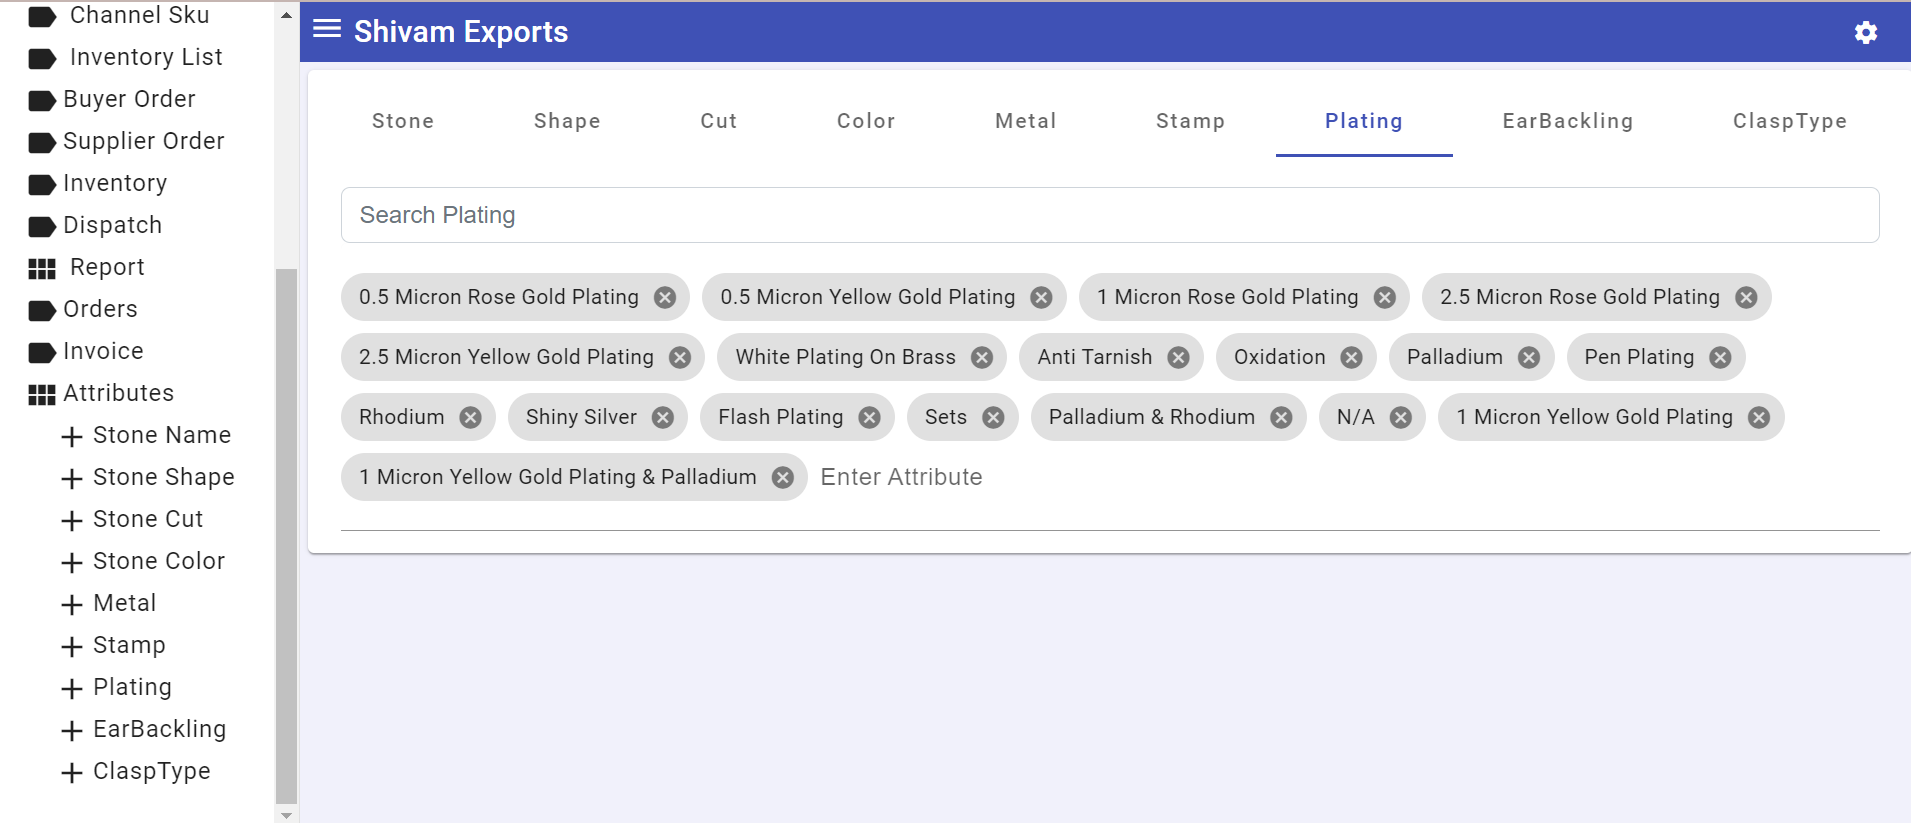 Channel Sku
Inventory List
Buyer Order
Supplier Order
Inventory
Dispatch
Report
Orders
Invoice
Attributes
Stone Name
Stone Shape
Stone Cut
Stone Color
Metal
Stamp
Plating
EarBackling
ClaspType
Shivam Exports
Stone Shape Cut Color Metal Stamp Plating EarBackling ClaspType
Search Plating
0.5 Micron Rose Gold Plating 0.5 Micron Yellow Gold Plating 1 Micron Rose Gold Plating 2.5 Micron Rose Gold Plating
2.5 Micron Yellow Gold Plating White Plating On Brass Anti Tarnish Oxidation Palladium Pen Plating
Rhodium Shiny Silver Flash Plating Sets Palladium & Rhodium N/A 1 Micron Yellow Gold Plating
1 Micron Yellow Gold Plating & Palladium Enter Attribute